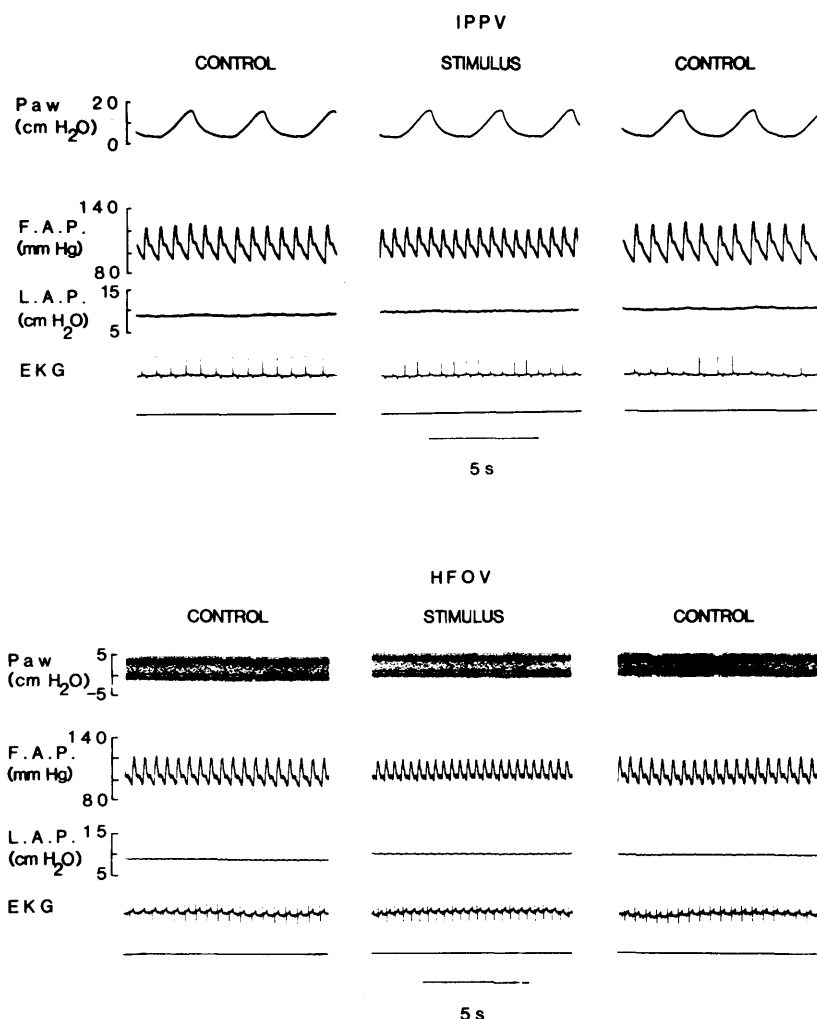 IPPV
CONTROL STIMULUS CONTROL
Paw 20
(cm H2O)
0
140
F.A.P.
(mm Hg)
80
L.A.P. 15
(cm H2O) 5
EKG
5 s
HFOV
CONTROL STIMULUS CONTROL
Paw 5
(cm H2O)
-5
140
F.A.P.
(mm Hg)
80
L.A.P. 15
(cm H2O)
5
EKG
5 s